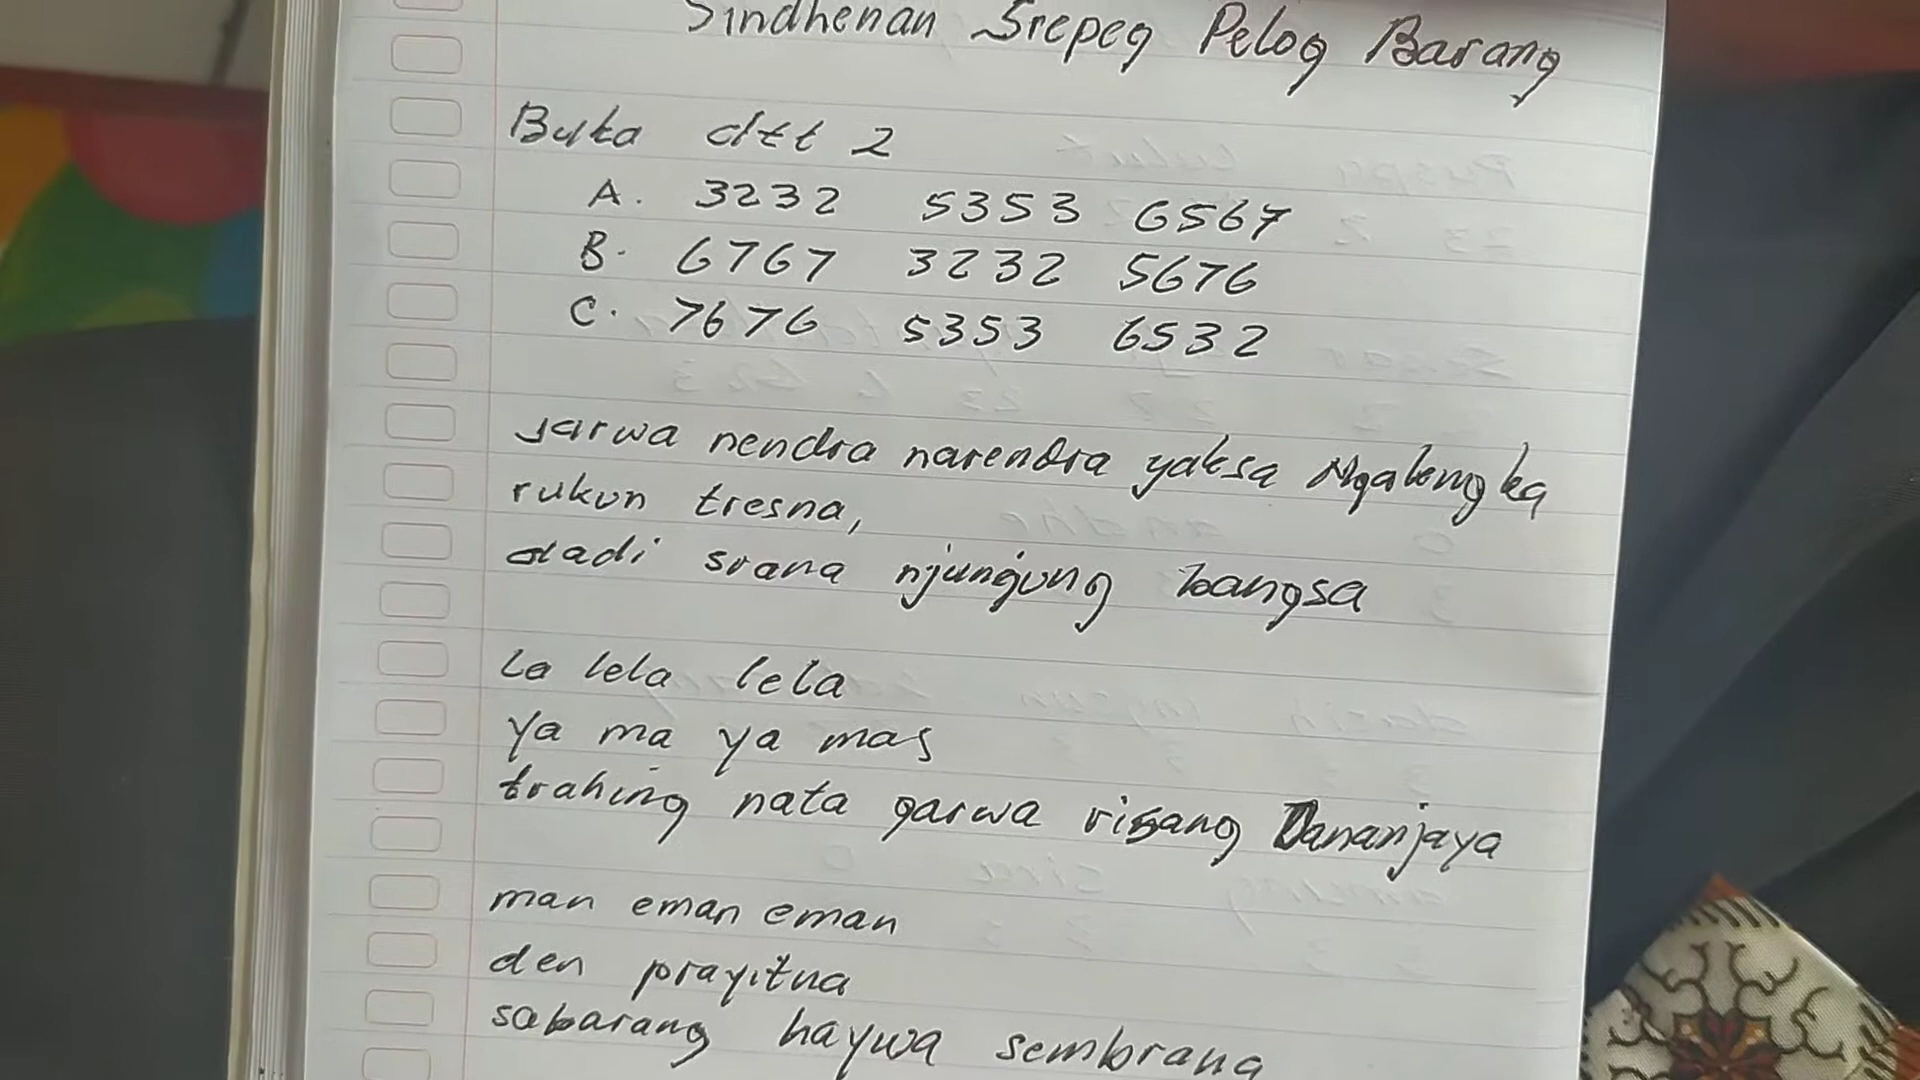 Sindhenan Srepeg Pelog Barang
Buka dtt 2
A. 3232 5353 6567
B. 6767 3232 5676
C. 7676 5353 6532
sarwa nendra narendra yaksa Ngalengka
rukun tresna,
dadi srana njungjung bangsa
La lela lela
Ya ma ya mas
trahing nata garwa risang Dananjaya
man eman eman
den prayitna
sabarang haywa sembrana